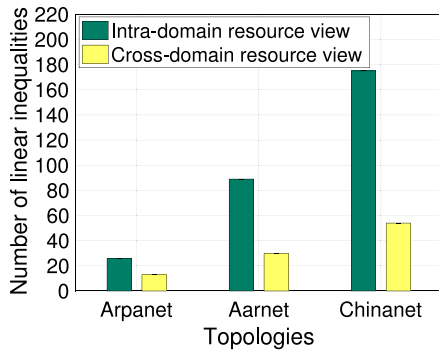 Number of linear inequalities
220
200
180
160
140
120
100
80
60
40
20
0
Intra-domain resource view
Cross-domain resource view
Arpanet Aarnet Chinanet
Topologies